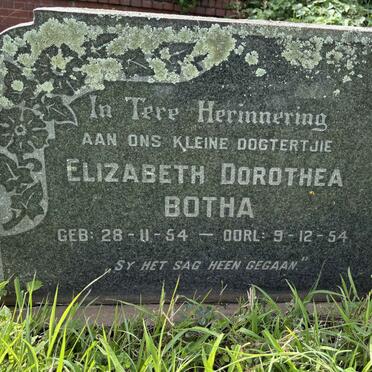 In Tere Herinnering
AAN ONS KLEINE DOGTERTJIE
ELIZABETH DOROTHEA
BOTHA
GEB: 28-11-54 — OORL: 9-12-54
"SY HET SAG HEEN GEGAAN."